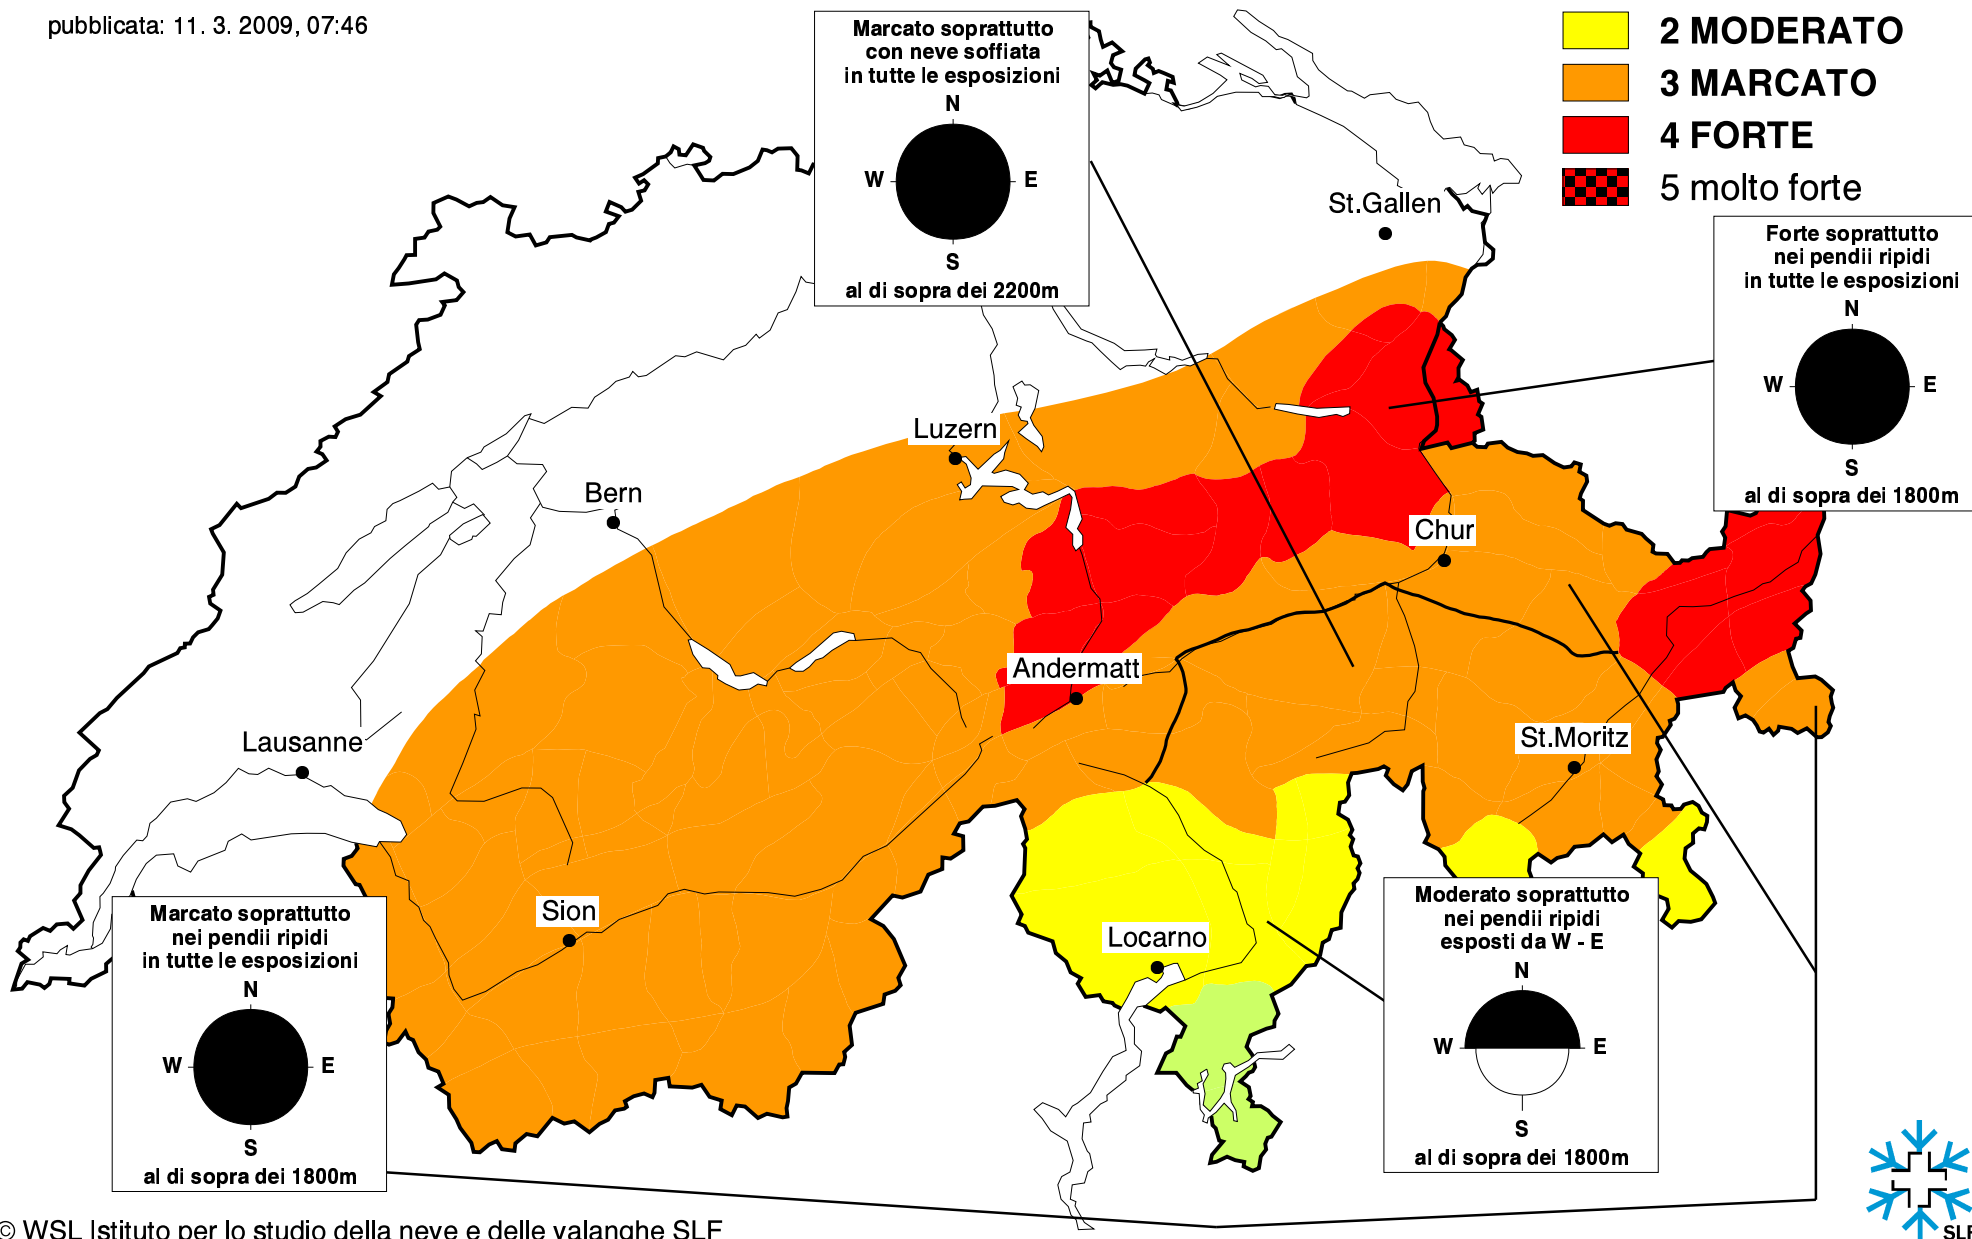 pubblicata: 11. 3. 2009, 07:46
Marcato soprattutto
con neve soffiata
in tutte le esposizioni
N
W
E
S
al di sopra dei 2200m
2 MODERATO
3 MARCATO
4 FORTE
5 molto forte
St.Gallen
Forte soprattutto
nei pendii ripidi
in tutte le esposizioni
N
W
E
S
al di sopra dei 1800m
Luzern
Bern
Chur
Andermatt
Lausanne
St.Moritz
Sion
Locarno
Marcato soprattutto
nei pendii ripidi
in tutte le esposizioni
N
W
E
S
al di sopra dei 1800m
Moderato soprattutto
nei pendii ripidi
esposti da W - E
N
W
E
S
al di sopra dei 1800m
© WSL Istituto per lo studio della neve e delle valanghe SLF
SLF